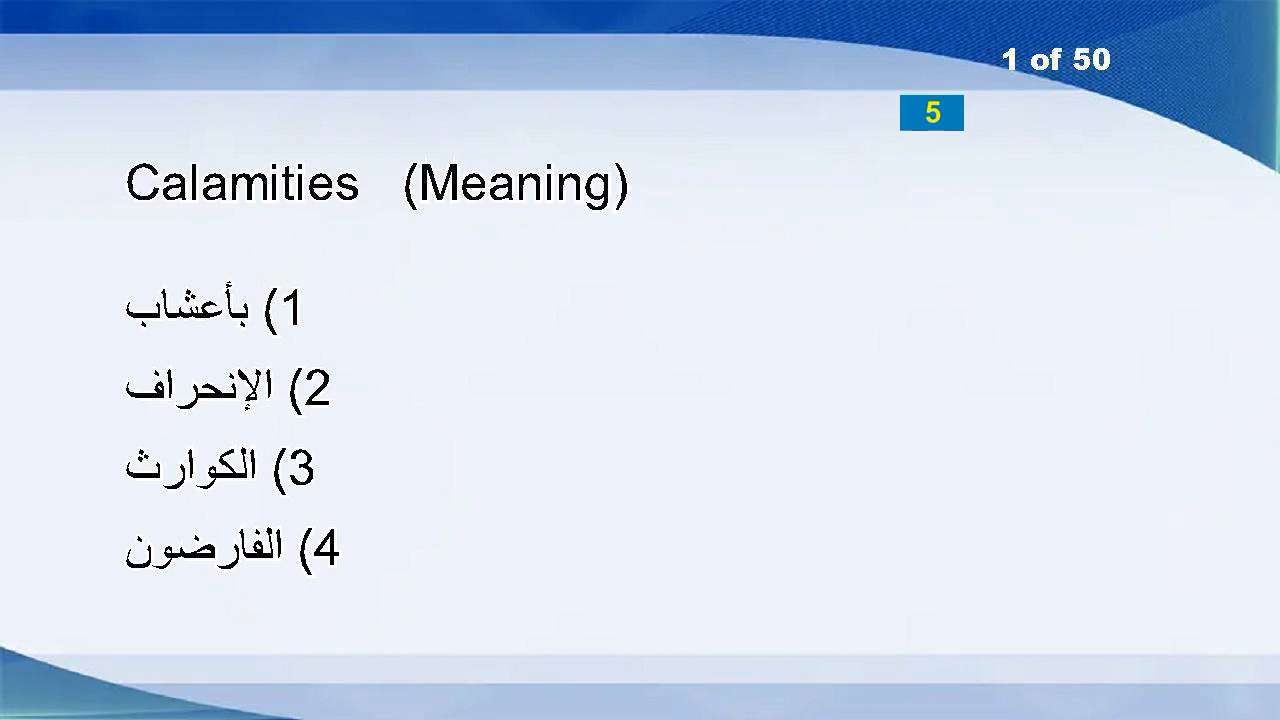 1 of 50
5
Calamities (Meaning)
1) بأعشاب
2) الإنحراف
3) الكوارث
4) الفارضون